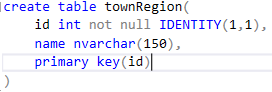 create table townRegion(
    id int not null IDENTITY(1,1),
    name nvarchar(150),
    primary key(id)
)